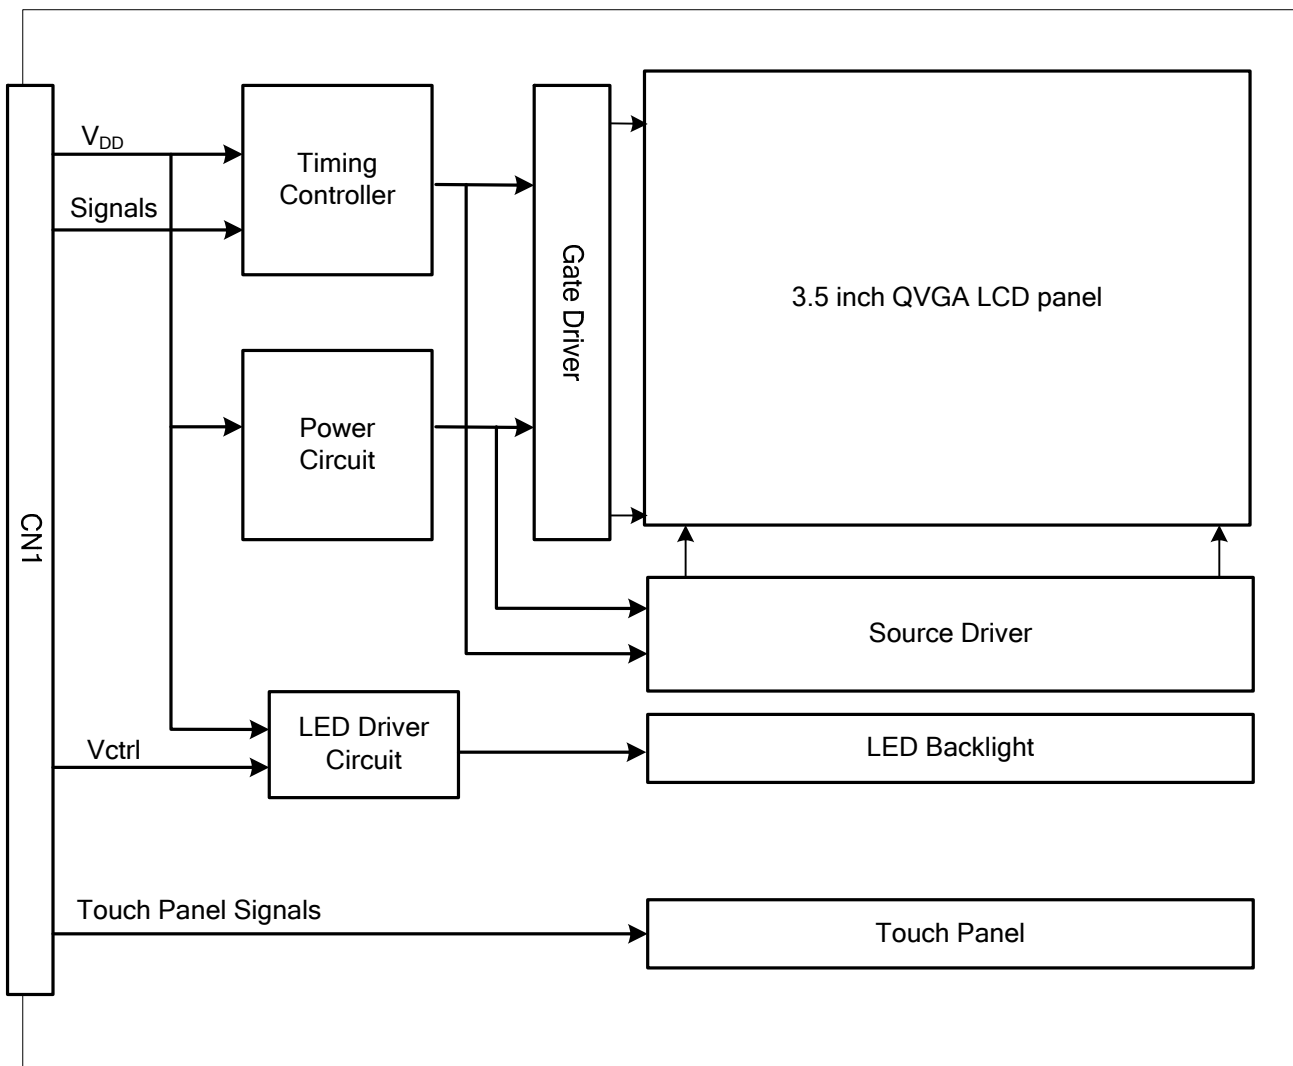 V_DD
Signals
Timing
Controller
Gate Driver
3.5 inch QVGA LCD panel
Power
Circuit
CN1
Source Driver
LED Driver
Circuit
Vctrl
LED Backlight
Touch Panel Signals
Touch Panel